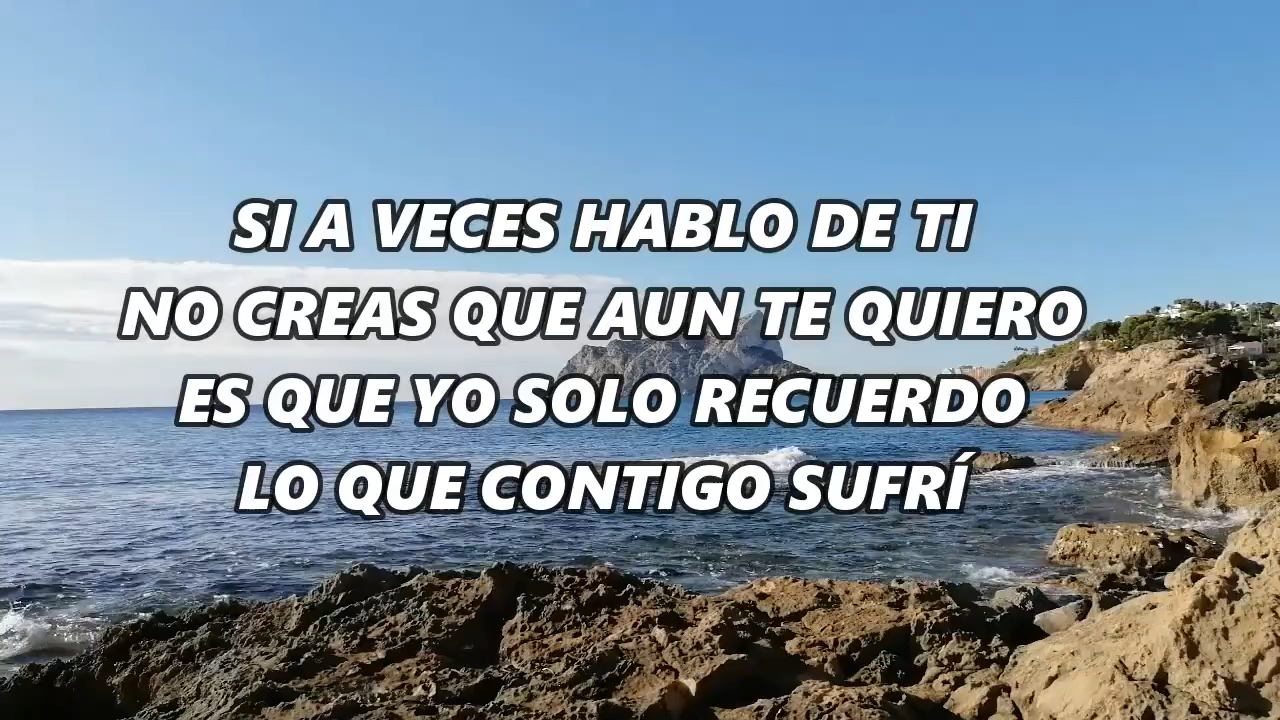 SI A VECES HABLO DE TI
NO CREAS QUE AUN TE QUIERO
ES QUE YO SOLO RECUERDO
LO QUE CONTIGO SUFRÍ